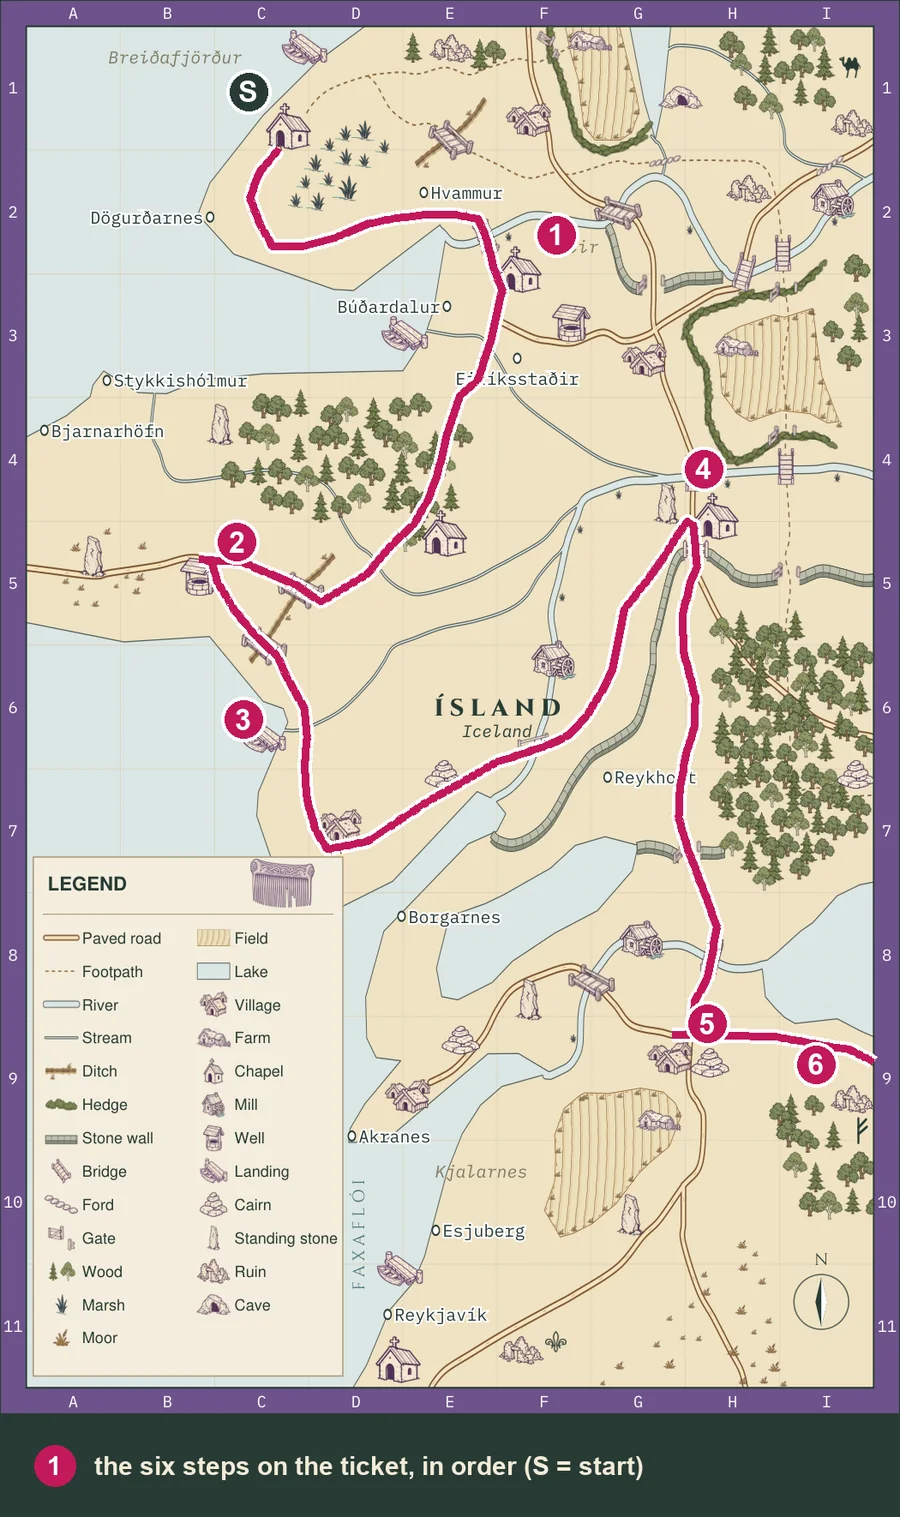 A B C D E F G H I
Breiðafjörður
1 1
S
Hvammur
2 2
Dögurðarnes
1
Búðardalur
3 3
Stykkishólmur
Bjarnarhöfn
4 4
4
2
5 5
3
6 6
ÍSLAND
Iceland
Reykholt
7 7
LEGEND
Paved road Field
Footpath Lake
River Village
Stream Farm
Ditch Chapel
Hedge Mill
Stone wall Well
Bridge Landing
Ford Cairn
Gate Standing stone
Wood Ruin
Marsh Cave
Moor
Borgarnes
8 8
5
6
9 9
Akranes
Kjalarnes
10 10
FAXAFLÓI
Esjuberg
N
Reykjavík
11 11
A B C D E F G H I
1 the six steps on the ticket, in order (S = start)